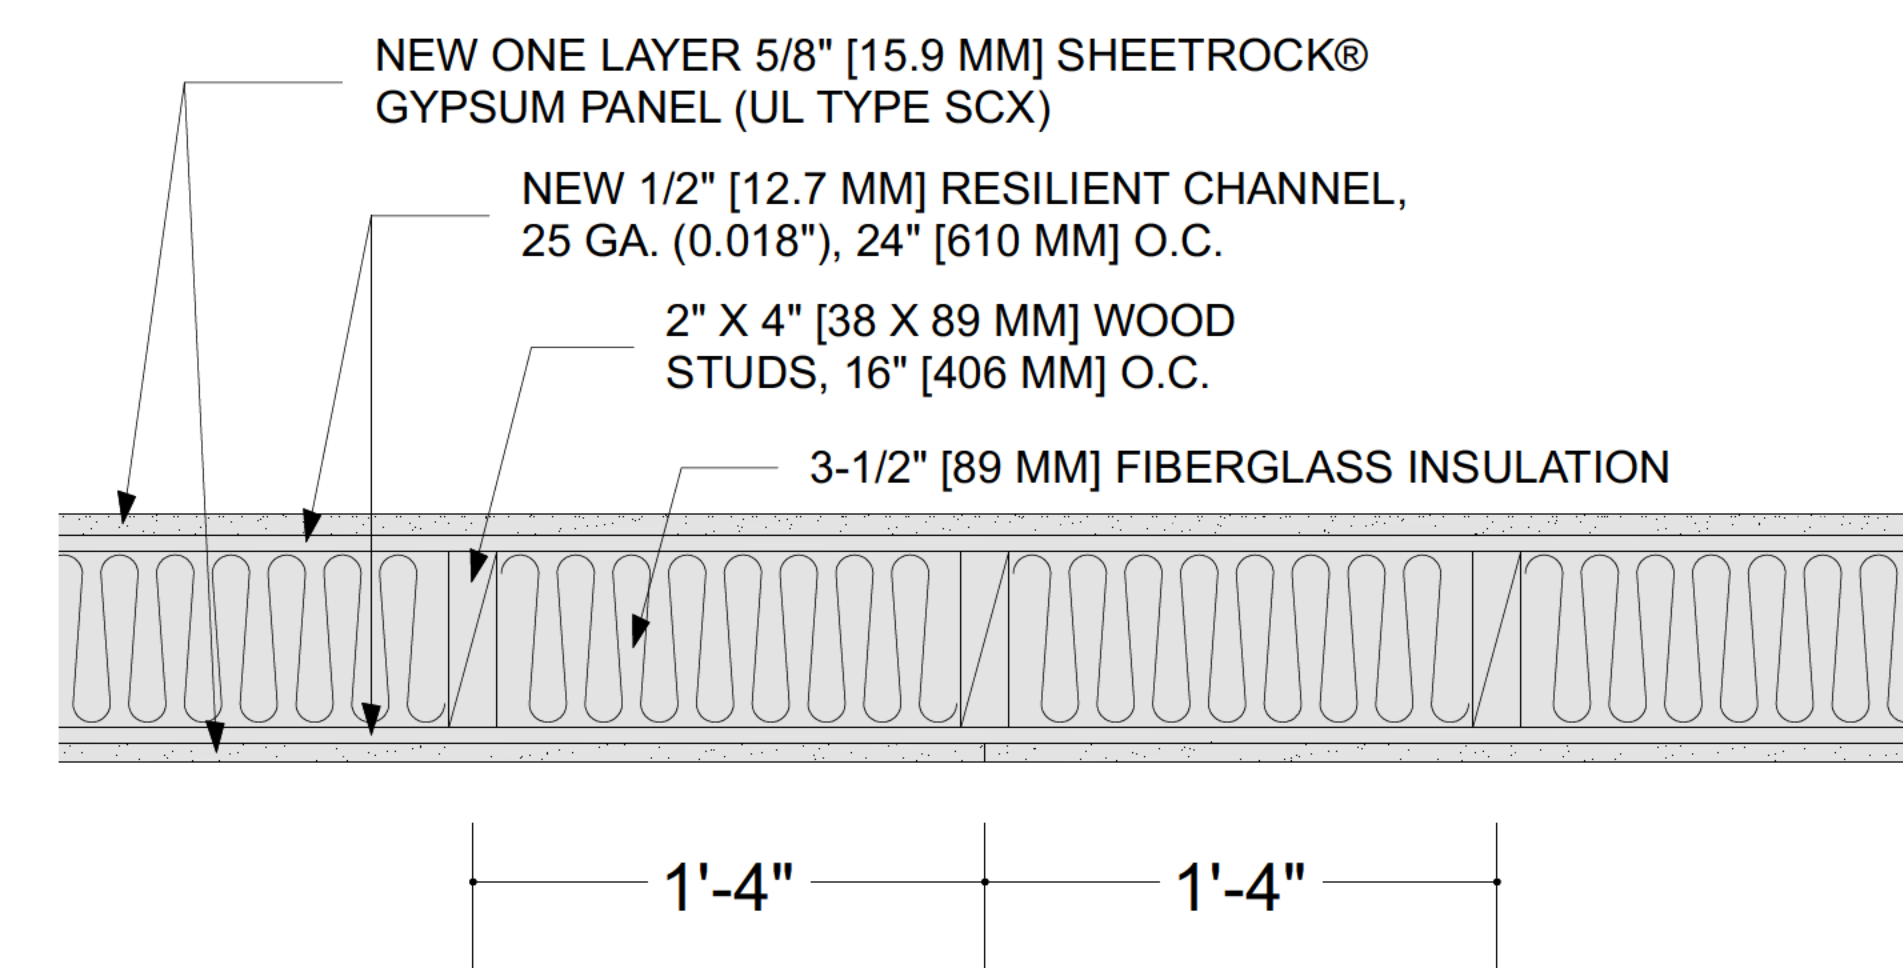 NEW ONE LAYER 5/8" [15.9 MM] SHEETROCK®
GYPSUM PANEL (UL TYPE SCX)
NEW 1/2" [12.7 MM] RESILIENT CHANNEL,
25 GA. (0.018"), 24" [610 MM] O.C.
2" X 4" [38 X 89 MM] WOOD
STUDS, 16" [406 MM] O.C.
3-1/2" [89 MM] FIBERGLASS INSULATION
1'-4" 1'-4"